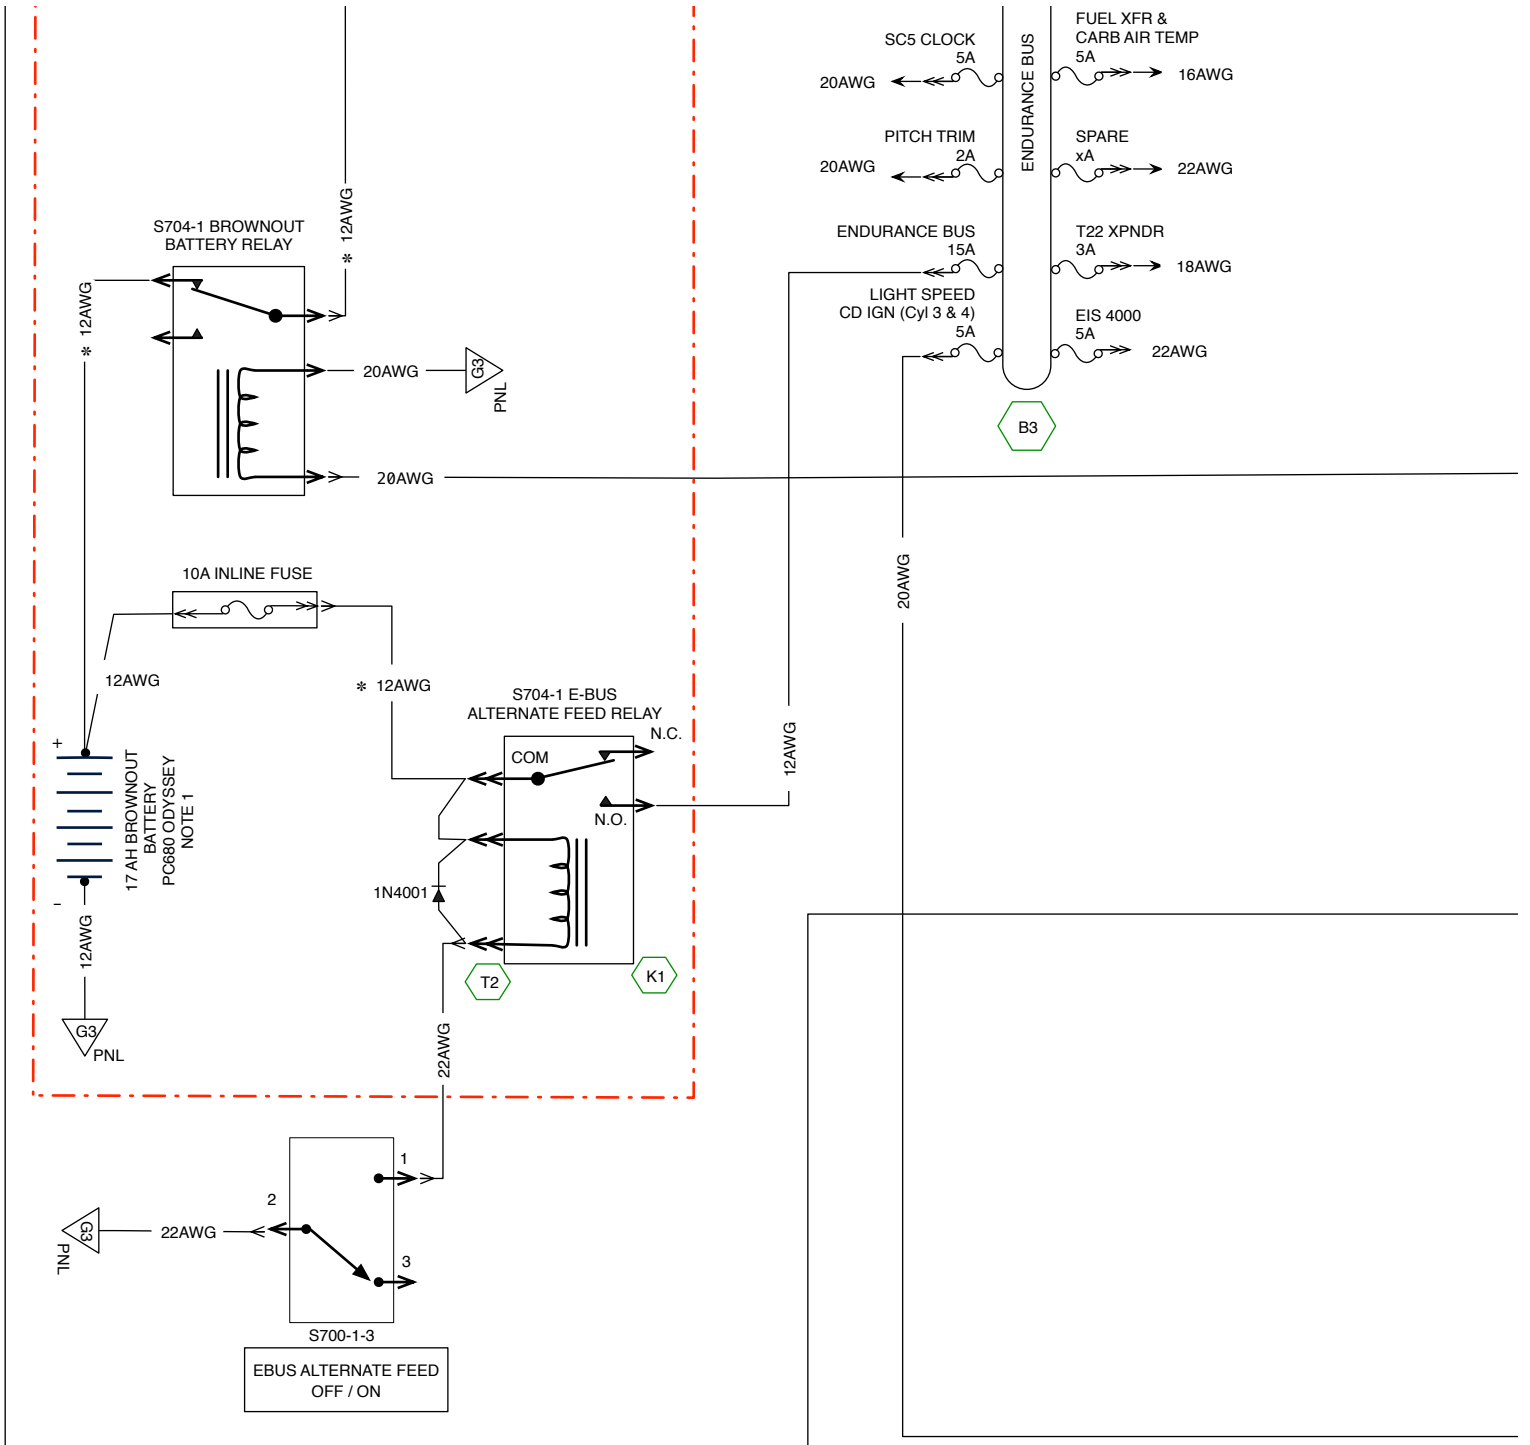 FUEL XFR &
CARB AIR TEMP
5A
16AWG
SC5 CLOCK
5A
20AWG
ENDURANCE BUS
PITCH TRIM
2A
20AWG
SPARE
xA
22AWG
ENDURANCE BUS
15A
T22 XPNDR
3A
18AWG
LIGHT SPEED
CD IGN (Cyl 3 & 4)
5A
EIS 4000
5A
22AWG
B3
* 12AWG
S704-1 BROWNOUT
BATTERY RELAY
* 12AWG
20AWG
G3
PNL
20AWG
20AWG
10A INLINE FUSE
12AWG
* 12AWG
S704-1 E-BUS
ALTERNATE FEED RELAY
N.C.
COM
N.O.
12AWG
+
17 AH BROWNOUT
BATTERY
PC680 ODYSSEY
NOTE 1
-
12AWG
G3
PNL
1N4001
T2
K1
22AWG
1
2
3
22AWG
G3
PNL
S700-1-3
EBUS ALTERNATE FEED
OFF / ON